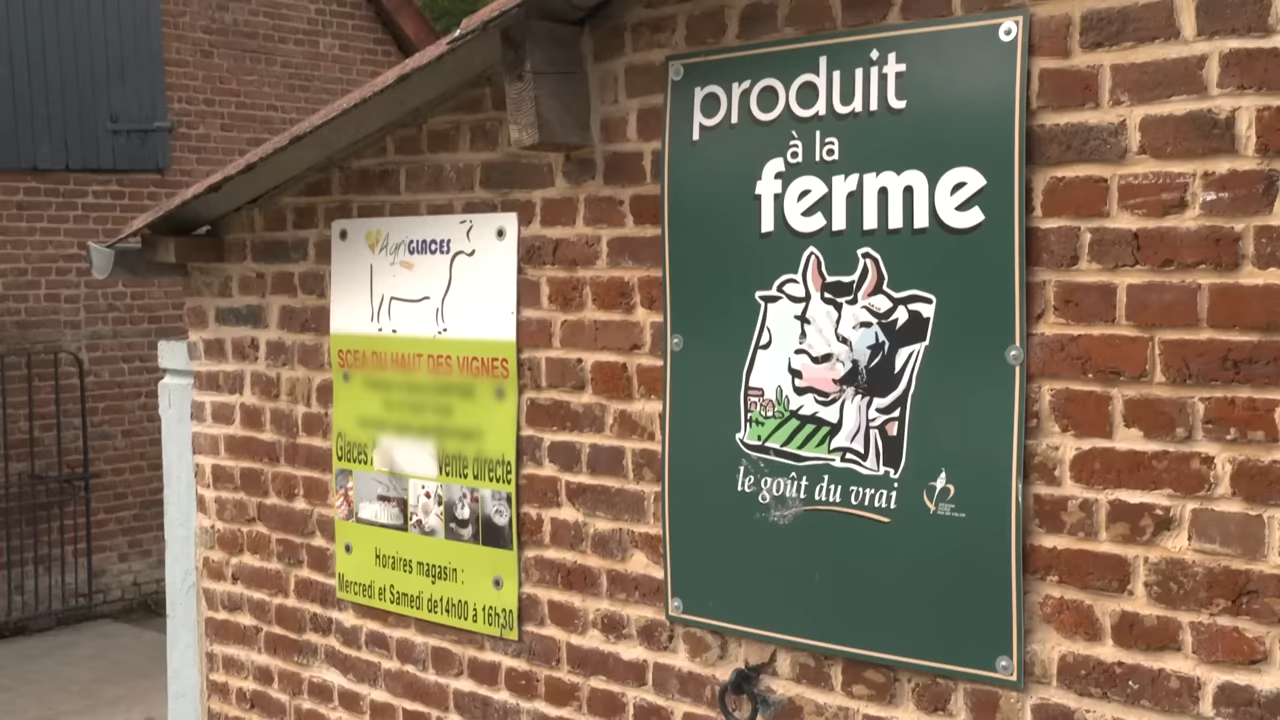 AgriGLACES
SCEA DU HAUT DES VIGNES
Glaces
Vente directe
Horaires magasin :
Mercredi et Samedi de14h00 à 16h30
produit
à la
ferme
le goût du vrai